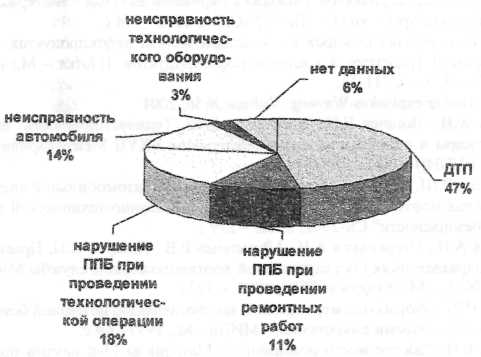 неисправность
технологичес-
кого оборудо-
вания
3%
нет данных
6%
неисправность
автомобиля
14%
ДТП
47%
нарушение
ППБ при
проведении
технологичес-
кой операции
18%
нарушение
ППБ при
проведении
ремонтных
работ
11%